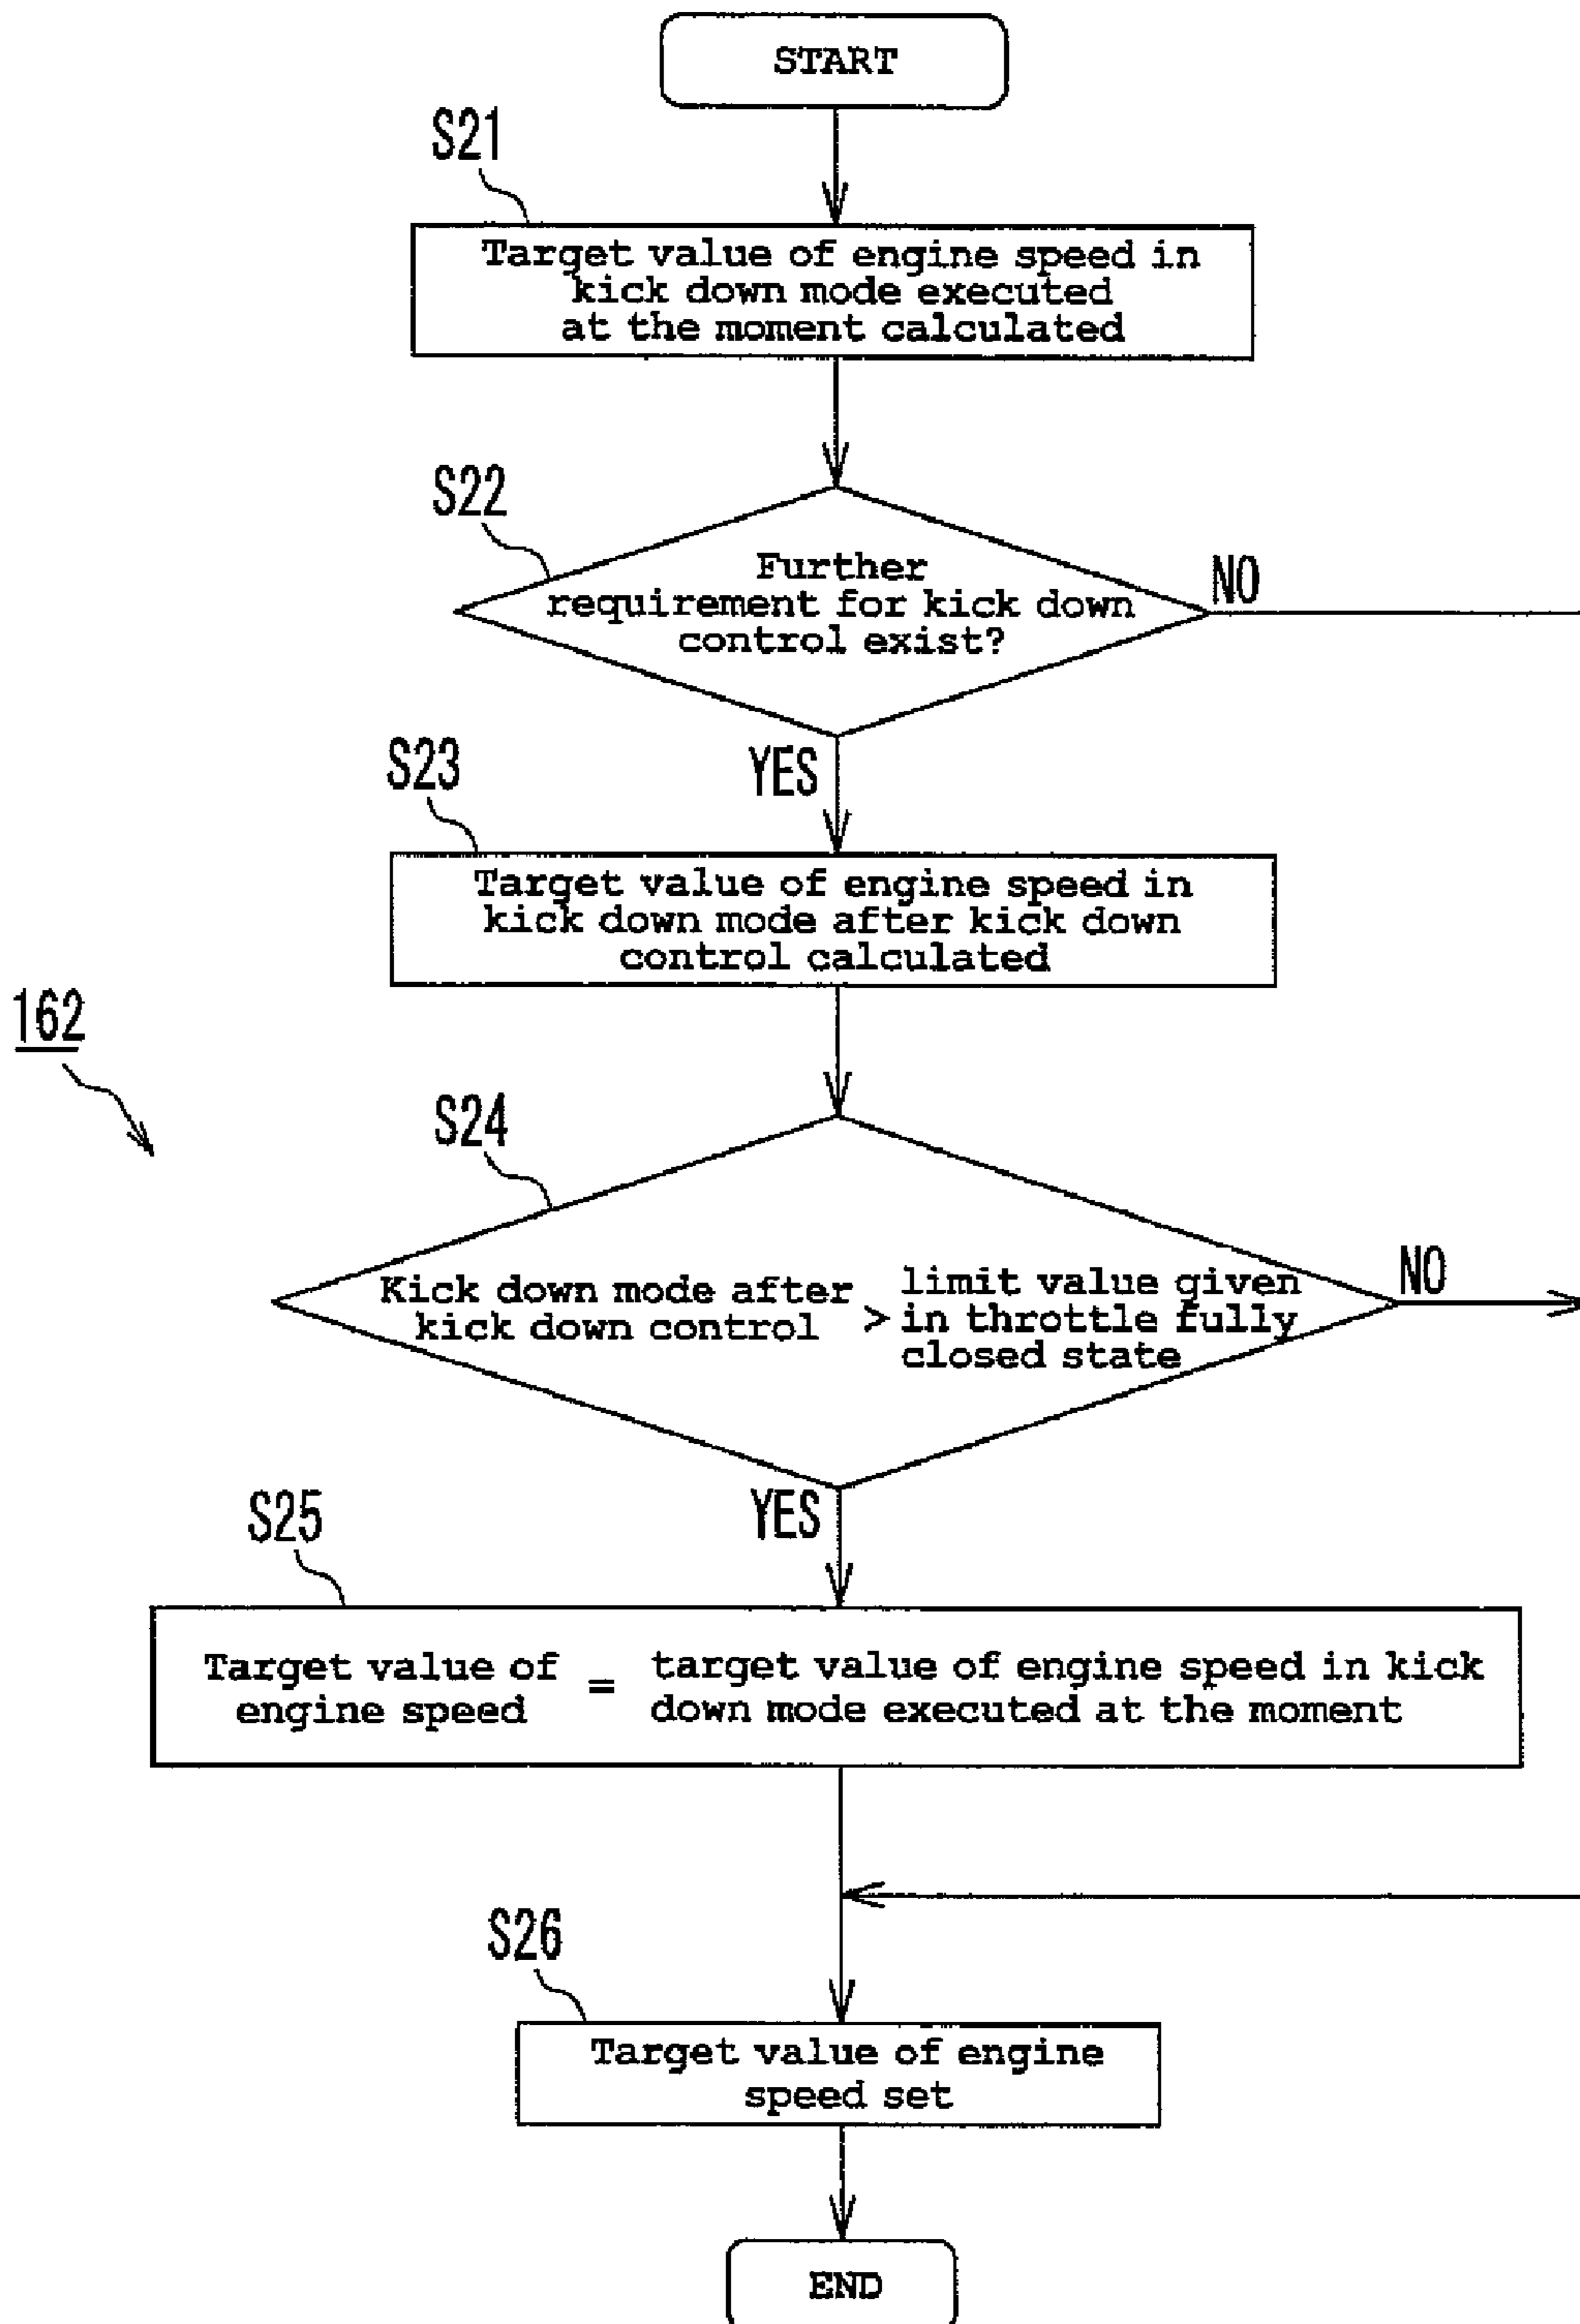 START
S21
Target value of engine speed in
kick down mode executed
at the moment calculated
S22
Further
requirement for kick down
control exist?
NO
YES
S23
Target value of engine speed in
kick down mode after kick down
control calculated
162
S24
Kick down mode after
kick down control
>
limit value given
in throttle fully
closed state
NO
YES
S25
Target value of
engine speed
=
target value of engine speed in kick
down mode executed at the moment
S26
Target value of engine
speed set
END